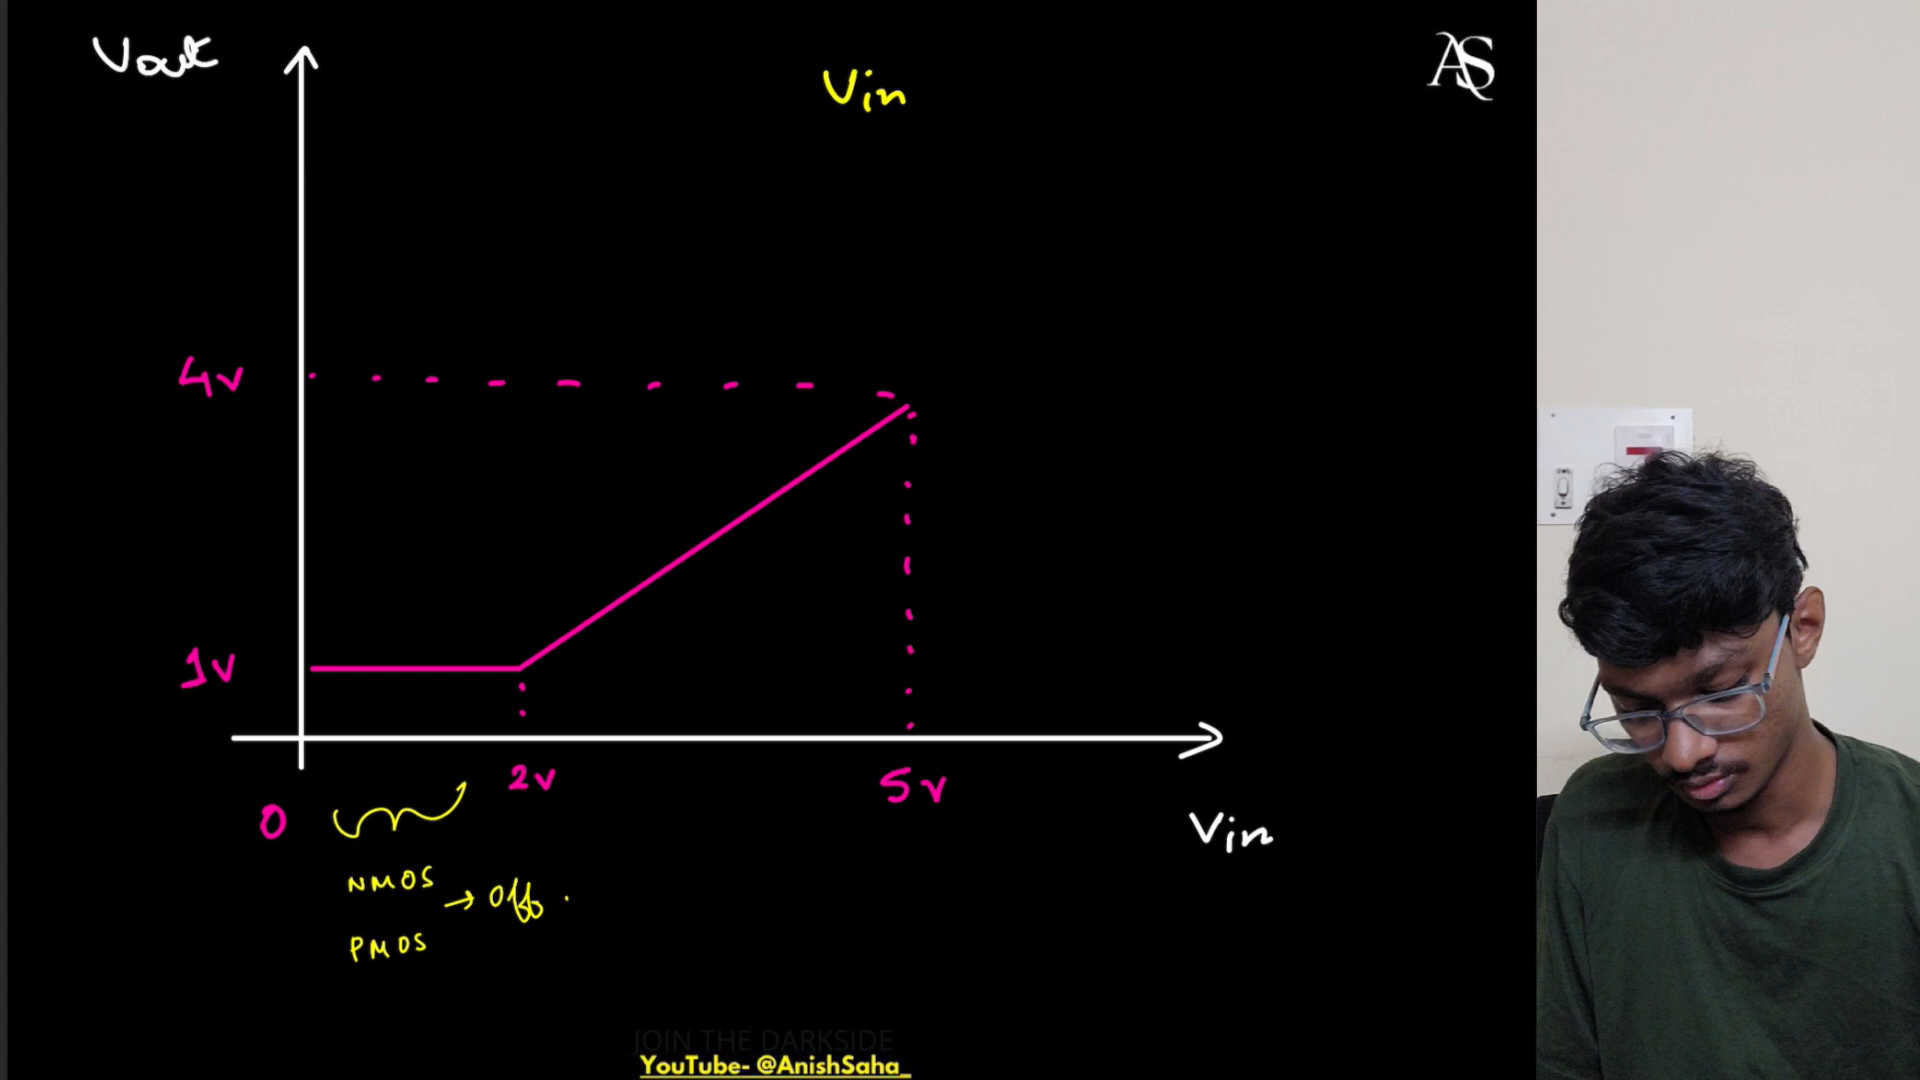 Vout
Vin
AS
4v
1v
2v
5v
0
Vin
NMOS
→ Off.
PMOS
JOIN THE DARKSIDE
YouTube- @AnishSaha_